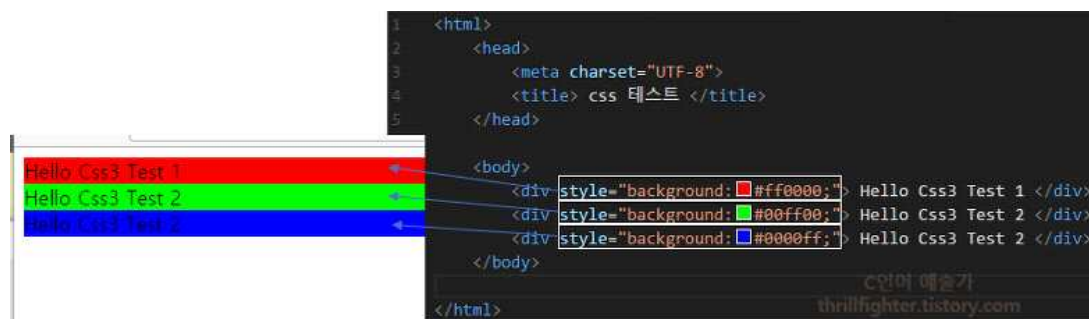 1 <html>
2 <head>
3 <meta charset="UTF-8">
4 <title> css 테스트 </title>
5 </head>
<body>
<div style="background: #ff0000;"> Hello Css3 Test 1 </div>
<div style="background: #00ff00;"> Hello Css3 Test 2 </div>
<div style="background: #0000ff;"> Hello Css3 Test 2 </div>
</body>
</html>
Hello Css3 Test 1
Hello Css3 Test 2
Hello Css3 Test 2
C언어 예술가
thrillfighter.tistory.com